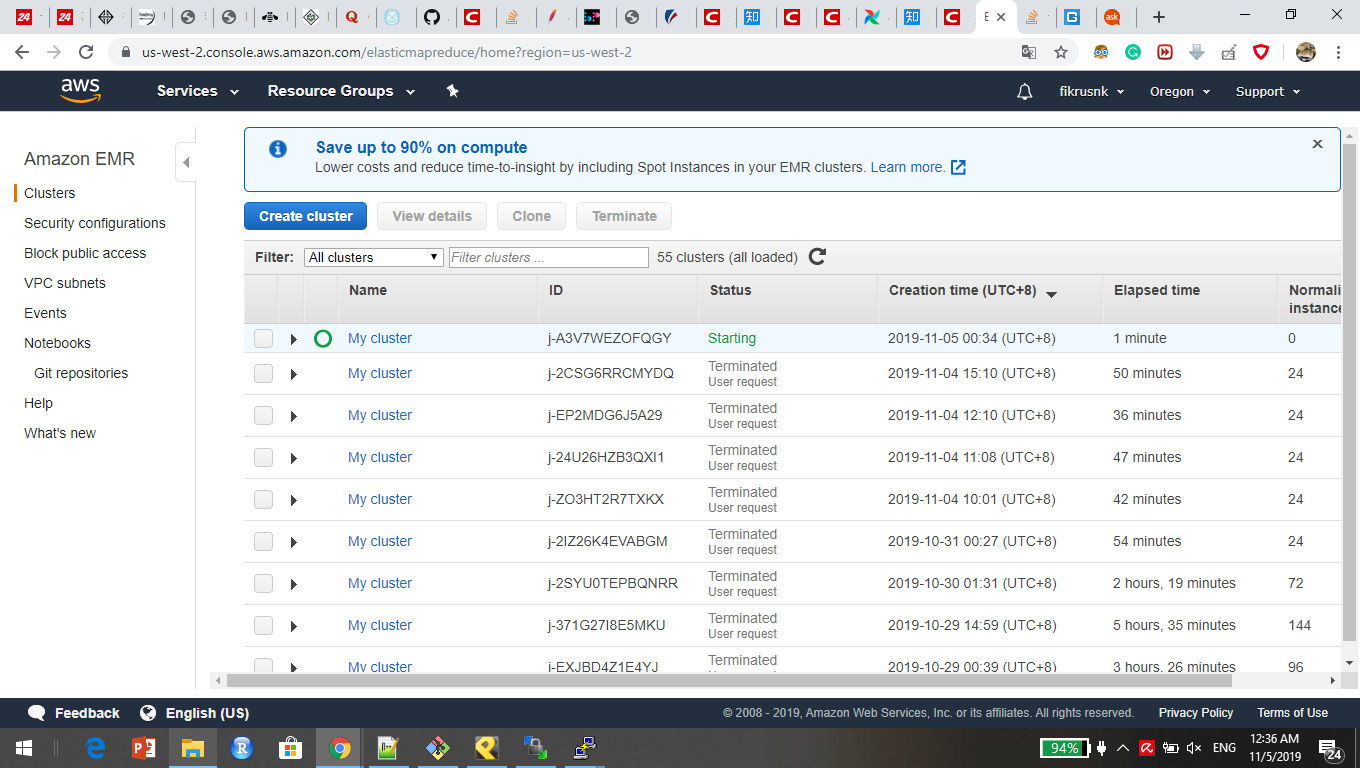 us-west-2.console.aws.amazon.com/elasticmapreduce/home?region=us-west-2
aws
Services
Resource Groups
fikrusnk
Oregon
Support
Amazon EMR
Clusters
Security configurations
Block public access
VPC subnets
Events
Notebooks
Git repositories
Help
What's new
Save up to 90% on compute
Lower costs and reduce time-to-insight by including Spot Instances in your EMR clusters. Learn more.
Create cluster View details Clone Terminate
Filter: All clusters Filter clusters ... 55 clusters (all loaded)
Name ID Status Creation time (UTC+8) Elapsed time
My cluster j-A3V7WEZOFQGY Starting 2019-11-05 00:34 (UTC+8) 1 minute 0
My cluster j-2CSG6RRCMYDQ Terminated 2019-11-04 15:10 (UTC+8) 50 minutes 24
User request
My cluster j-EP2MDG6J5A29 Terminated 2019-11-04 12:10 (UTC+8) 36 minutes 24
User request
My cluster j-24U26HZB3QXI1 Terminated 2019-11-04 11:08 (UTC+8) 47 minutes 24
User request
My cluster j-ZO3HT2R7TXKX Terminated 2019-11-04 10:01 (UTC+8) 42 minutes 24
User request
My cluster j-2IZ26K4EVABGM Terminated 2019-10-31 00:27 (UTC+8) 54 minutes 24
User request
My cluster j-2SYU0TEPBQNRR Terminated 2019-10-30 01:31 (UTC+8) 2 hours, 19 minutes 72
User request
My cluster j-371G27I8E5MKU Terminated 2019-10-29 14:59 (UTC+8) 5 hours, 35 minutes 144
User request
My cluster j-EXJBD4Z1E4YJ Terminated 2019-10-29 00:39 (UTC+8) 3 hours, 26 minutes 96
Feedback English (US) © 2008 - 2019, Amazon Web Services, Inc. or its affiliates. All rights reserved. Privacy Policy Terms of Use
94% ENG 12:36 AM
11/5/2019 24